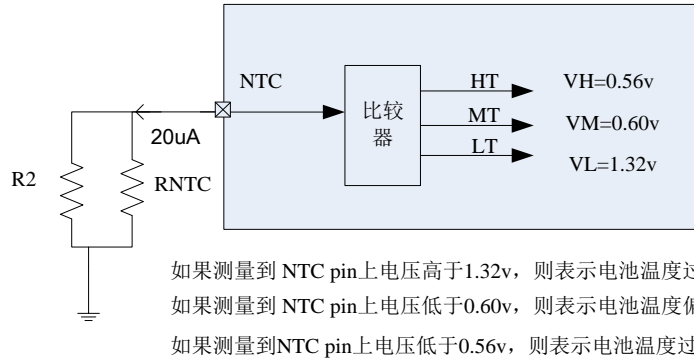 NTC
HT
VH=0.56v
比较器
MT
VM=0.60v
20uA
LT
VL=1.32v
R2
RNTC
如果测量到 NTC pin上电压高于1.32v，则表示电池温度过
如果测量到 NTC pin上电压低于0.60v，则表示电池温度偏
如果测量到NTC pin上电压低于0.56v，则表示电池温度过